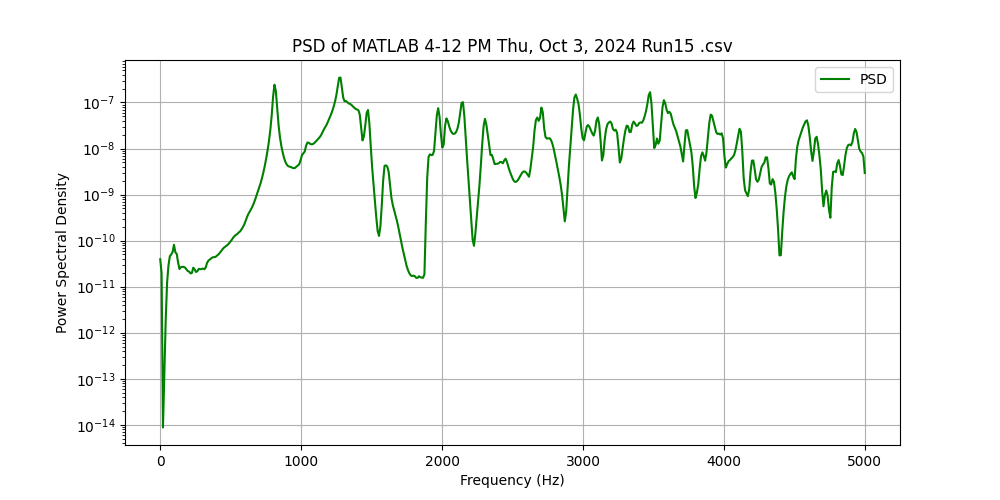 PSD of MATLAB 4-12 PM Thu, Oct 3, 2024 Run15 .csv
PSD
Power Spectral Density
10⁻⁷
10⁻⁸
10⁻⁹
10⁻¹⁰
10⁻¹¹
10⁻¹²
10⁻¹³
10⁻¹⁴
0 1000 2000 3000 4000 5000
Frequency (Hz)